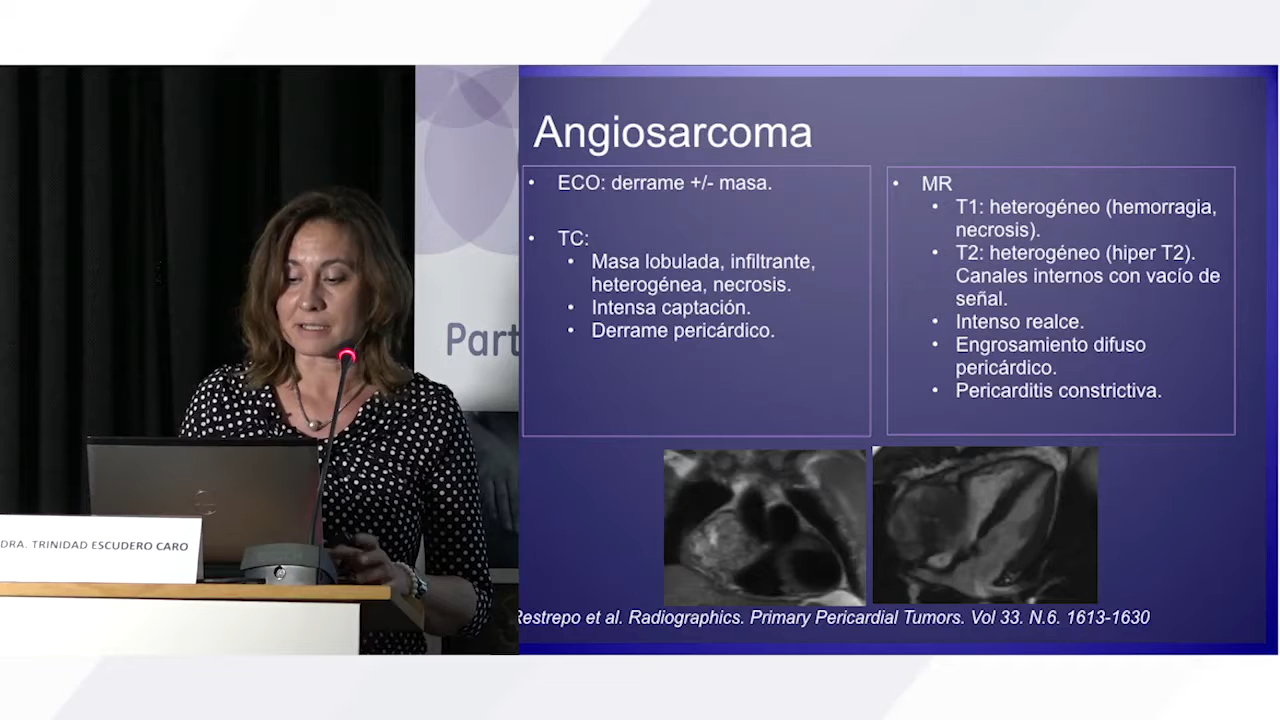 Angiosarcoma
• ECO: derrame +/- masa.
• TC:
• Masa lobulada, infiltrante,
heterogénea, necrosis.
• Intensa captación.
• Derrame pericárdico.
• MR
• T1: heterogéneo (hemorragia,
necrosis).
• T2: heterogéneo (hiper T2).
Canales internos con vacío de
señal.
• Intenso realce.
• Engrosamiento difuso
pericárdico.
• Pericarditis constrictiva.
Restrepo et al. Radiographics. Primary Pericardial Tumors. Vol 33. N.6. 1613-1630
Part
DRA. TRINIDAD ESCUDERO CARO